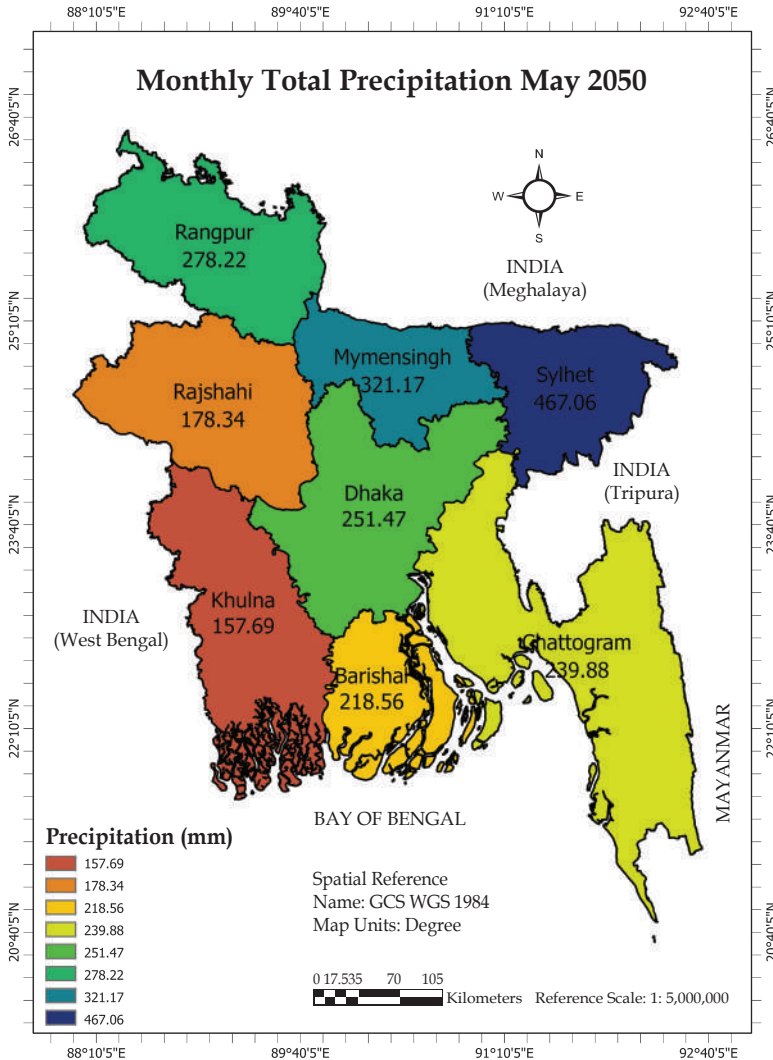 88°10'5"E 89°40'5"E 91°10'5"E 92°40'5"E
Monthly Total Precipitation May 2050
26°40'5"N 26°40'5"N
N
W E
S
Rangpur
278.22
INDIA
(Meghalaya)
25°10'5"N 25°10'5"N
Mymensingh
321.17
Sylhet
467.06
Rajshahi
178.34
INDIA
(Tripura)
Dhaka
251.47
23°40'5"N 23°40'5"N
Khulna
157.69
INDIA
(West Bengal)
Chattogram
239.88
Barishal
218.56
22°10'5"N 22°10'5"N
MAYANMAR
BAY OF BENGAL
Precipitation (mm)
157.69
178.34
218.56
239.88
251.47
278.22
321.17
467.06
Spatial Reference
Name: GCS WGS 1984
Map Units: Degree
20°40'5"N 20°40'5"N
0 17.535 70 105
Kilometers Reference Scale: 1: 5,000,000
88°10'5"E 89°40'5"E 91°10'5"E 92°40'5"E